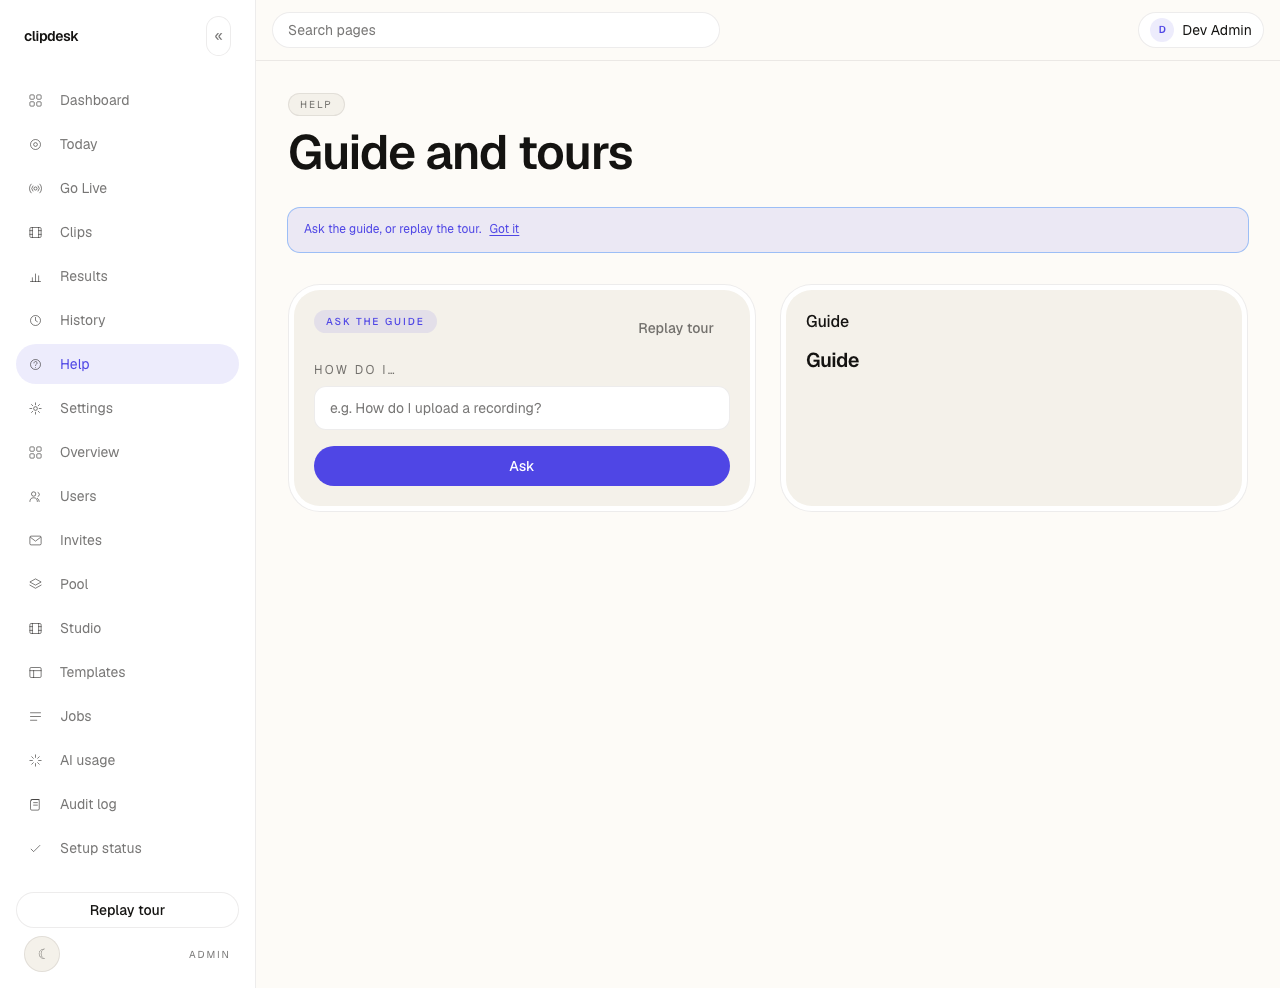 clipdesk
«
Search pages
D
Dev Admin
Dashboard
Today
Go Live
Clips
Results
History
Help
Settings
Overview
Users
Invites
Pool
Studio
Templates
Jobs
AI usage
Audit log
Setup status
Replay tour
ADMIN
HELP
Guide and tours
Ask the guide, or replay the tour. Got it
ASK THE GUIDE
Replay tour
HOW DO I…
e.g. How do I upload a recording?
Ask
Guide
Guide